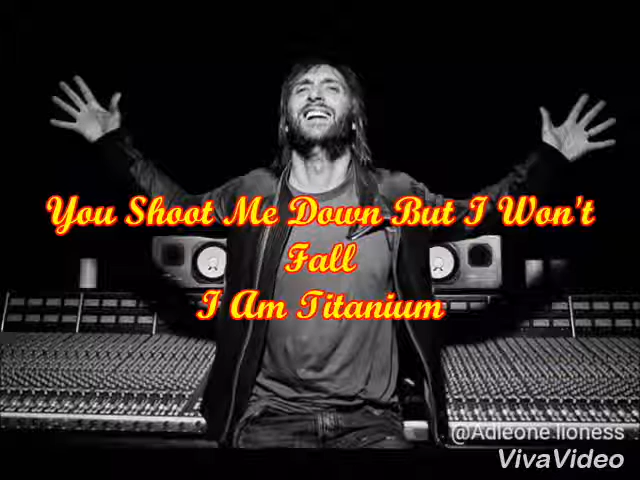 You Shoot Me Down But I Won't
Fall
I Am Titanium
@Adleone.lioness
VivaVideo